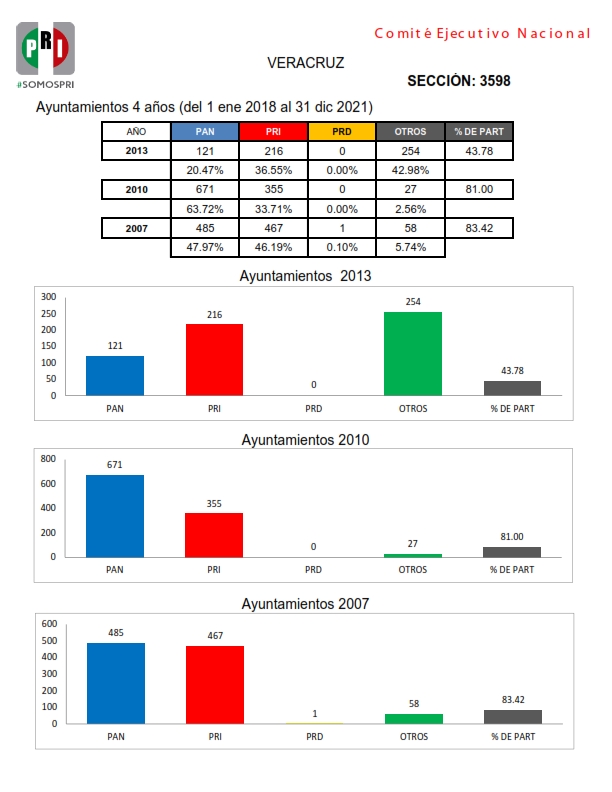 Comité Ejecutivo Nacional
PRI
#SOMOSPRI
VERACRUZ
SECCIÓN: 3598
Ayuntamientos 4 años (del 1 ene 2018 al 31 dic 2021)
AÑO PAN PRI PRD OTROS % DE PART
2013 121 216 0 254 43.78
20.47% 36.55% 0.00% 42.98%
2010 671 355 0 27 81.00
63.72% 33.71% 0.00% 2.56%
2007 485 467 1 58 83.42
47.97% 46.19% 0.10% 5.74%
Ayuntamientos 2013
300
250
200
150
100
50
0
121
216
0
254
43.78
PAN PRI PRD OTROS % DE PART
Ayuntamientos 2010
800
600
400
200
0
671
355
0
27
81.00
PAN PRI PRD OTROS % DE PART
Ayuntamientos 2007
600
500
400
300
200
100
0
485
467
1
58
83.42
PAN PRI PRD OTROS % DE PART